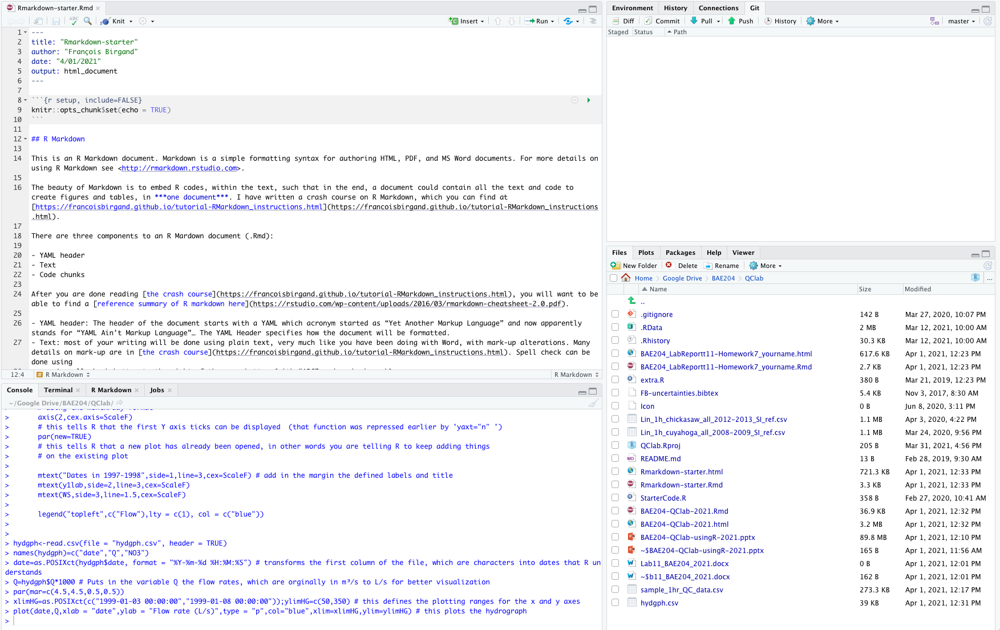 Rmarkdown-starter.Rmd
ABC
Knit
Insert
Run
1 ---
2 title: "Rmarkdown-starter"
3 author: "François Birgand"
4 date: "4/01/2021"
5 output: html_document
6 ---
7
8 ```{r setup, include=FALSE}
9 knitr::opts_chunk$set(echo = TRUE)
10 ```
11
12 ## R Markdown
13
14 This is an R Markdown document. Markdown is a simple formatting syntax for authoring HTML, PDF, and MS Word documents. For more details on
using R Markdown see <http://rmarkdown.rstudio.com>.
15
16 The beauty of Markdown is to embed R codes, within the text, such that in the end, a document could contain all the text and code to
create figures and tables, in ***one document***. I have written a crash course on R Markdown, which you can find at
[https://francoisbirgand.github.io/tutorial-RMarkdown_instructions.html](https://francoisbirgand.github.io/tutorial-RMarkdown_instructions
.html).
17
18 There are three components to an R Mardown document (.Rmd):
19
20 - YAML header
21 - Text
22 - Code chunks
23
24 After you are done reading [the crash course](https://francoisbirgand.github.io/tutorial-RMarkdown_instructions.html), you will want to be
able to find a [reference summary of R markdown here](https://rstudio.com/wp-content/uploads/2016/03/rmarkdown-cheatsheet-2.0.pdf).
25
26 - YAML header: The header of the document starts with a YAML which acronym started as “Yet Another Markup Language” and now apparently
stands for “YAML Ain’t Markup Language”… The YAML Header specifies how the document will be formatted.
27 - Text: most of your writing will be done using plain text, very much like you have been doing with Word, with mark-up alterations. Many
details on mark-up are in [the crash course](https://francoisbirgand.github.io/tutorial-RMarkdown_instructions.html). Spell check can be
done using
12:4 # R Markdown R Markdown
Console Terminal R Markdown Jobs
~/Google Drive/BAE204/QClab/
> # using the month/day format
> axis(2,cex.axis=ScaleF)
> # this tells R that the first Y axis ticks can be displayed  (that function was repressed earlier by 'yaxt="n" ')
> par(new=TRUE)
> # this tells R that a new plot has already been opened, in other words you are telling R to keep adding things
> # on the existing plot
>
> mtext("Dates in 1997-1998",side=1,line=3,cex=ScaleF) # add in the margin the defined labels and title
> mtext(y1lab,side=2,line=3,cex=ScaleF)
> mtext(WS,side=3,line=1.5,cex=ScaleF)
>
> legend("topleft",c("Flow"),lty = c(1), col = c("blue"))
>
>
> hydgph<-read.csv(file = "hydgph.csv", header = TRUE)
> names(hydgph)=c("date","Q","NO3")
> date=as.POSIXct(hydgph$date, format = "%Y-%m-%d %H:%M:%S") # transforms the first column of the file, which are characters into dates that R un
derstands
> Q=hydgph$Q*1000 # Puts in the variable Q the flow rates, which are orginally in m³/s to L/s for better visualization
> par(mar=c(4.5,4.5,0.5,0.5))
> xlimHG=as.POSIXct(c("1999-01-03 00:00:00","1999-01-08 00:00:00"));ylimHG=c(50,350) # this defines the plotting ranges for the x and y axes
> plot(date,Q,xlab = "date",ylab = "Flow rate (L/s)",type = "p",col="blue",xlim=xlimHG,ylim=ylimHG) # this plots the hydrograph
>
Environment History Connections Git
Diff Commit Pull Push History More master
Staged Status Path
Files Plots Packages Help Viewer
New Folder Delete Rename More
Home Google Drive BAE204 QClab R ...
Name Size Modified
..
.gitignore 142 B Mar 27, 2020, 10:07 PM
.RData 2 MB Mar 12, 2021, 10:00 AM
.Rhistory 30.3 KB Mar 12, 2021, 10:00 AM
BAE204_LabReportt11-Homework7_yourname.html 617.6 KB Apr 1, 2021, 12:23 PM
BAE204_LabReportt11-Homework7_yourname.Rmd 2.7 KB Apr 1, 2021, 12:23 PM
extra.R 380 B Mar 21, 2019, 12:23 PM
FB-uncertainties.bibtex 5.4 KB Nov 3, 2017, 8:30 AM
Icon 0 B Jun 8, 2020, 3:11 PM
Lin_1h_chickasaw_all_2012-2013_SI_ref.csv 1.1 MB Apr 3, 2020, 4:22 PM
Lin_1h_cuyahoga_all_2008-2009_SI_ref.csv 1.1 MB Mar 24, 2020, 9:56 PM
QClab.Rproj 205 B Mar 31, 2021, 4:56 PM
MD README.md 13 B Feb 28, 2019, 9:30 AM
Rmarkdown-starter.html 721.3 KB Apr 1, 2021, 12:33 PM
Rmarkdown-starter.Rmd 3.3 KB Apr 1, 2021, 12:33 PM
StarterCode.R 358 B Feb 27, 2020, 10:41 AM
BAE204-QClab-2021.Rmd 36.9 KB Apr 1, 2021, 12:32 PM
BAE204-QClab-2021.html 3.2 MB Apr 1, 2021, 12:32 PM
BAE204-QClab-usingR-2021.pptx 89.8 MB Apr 1, 2021, 12:10 PM
~$BAE204-QClab-usingR-2021.pptx 165 B Apr 1, 2021, 11:56 AM
Lab11_BAE204_2021.docx 0 B Apr 1, 2021, 12:01 PM
~$b11_BAE204_2021.docx 162 B Apr 1, 2021, 12:01 PM
sample_1hr_QC_data.csv 273.3 KB Apr 1, 2021, 12:17 PM
hydgph.csv 39 KB Apr 1, 2021, 12:31 PM